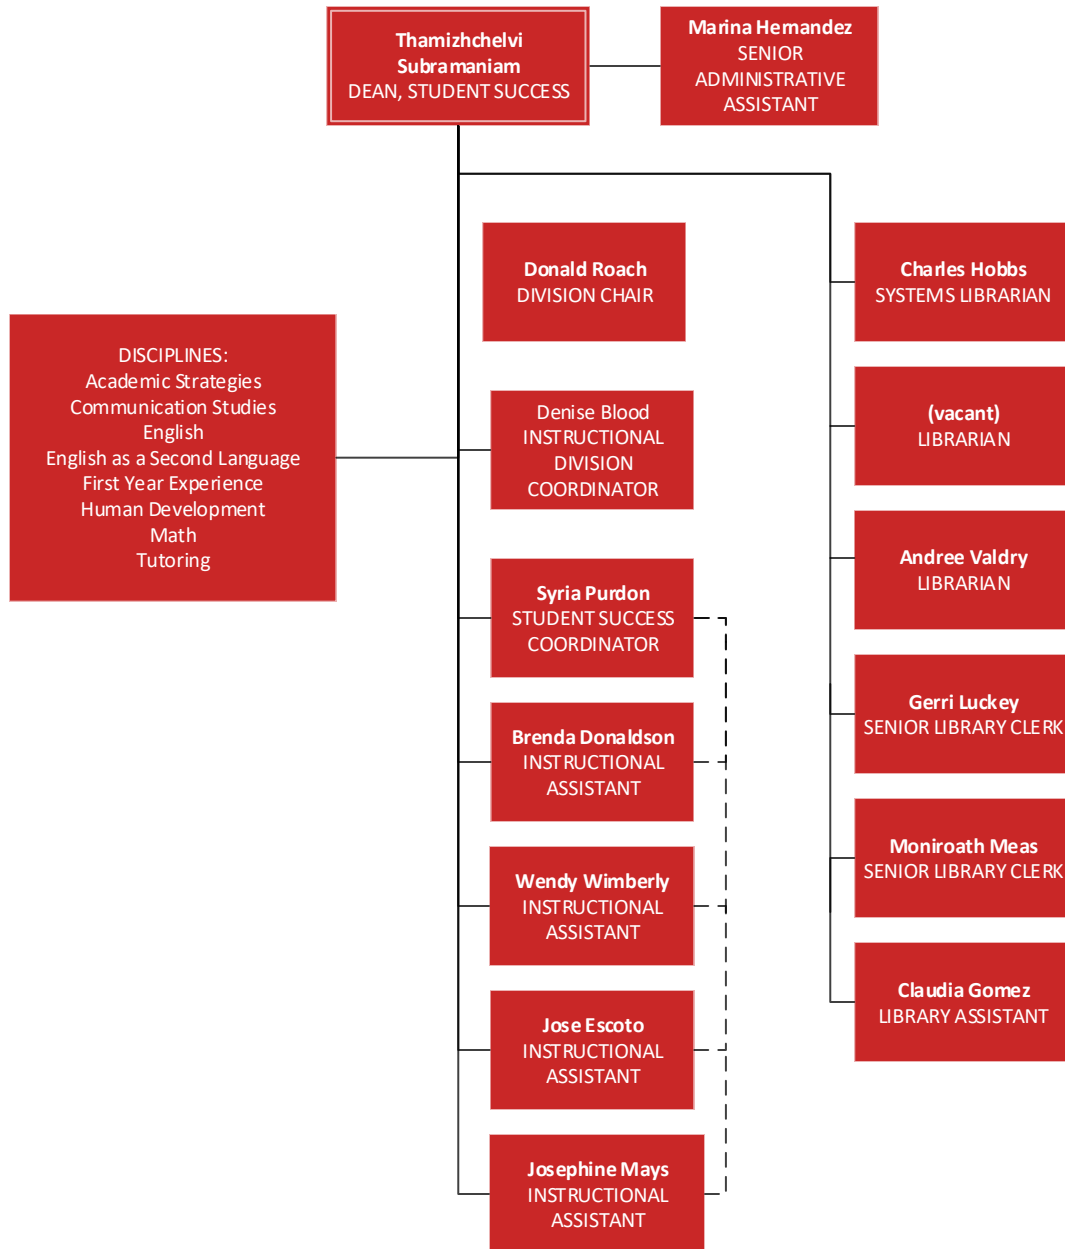 Thamizhchelvi
Subramaniam
DEAN, STUDENT SUCCESS
Marina Hernandez
SENIOR
ADMINISTRATIVE
ASSISTANT
DISCIPLINES:
Academic Strategies
Communication Studies
English
English as a Second Language
First Year Experience
Human Development
Math
Tutoring
Donald Roach
DIVISION CHAIR
Denise Blood
INSTRUCTIONAL
DIVISION
COORDINATOR
Syria Purdon
STUDENT SUCCESS
COORDINATOR
Brenda Donaldson
INSTRUCTIONAL
ASSISTANT
Wendy Wimberly
INSTRUCTIONAL
ASSISTANT
Jose Escoto
INSTRUCTIONAL
ASSISTANT
Josephine Mays
INSTRUCTIONAL
ASSISTANT
Charles Hobbs
SYSTEMS LIBRARIAN
(vacant)
LIBRARIAN
Andree Valdry
LIBRARIAN
Gerri Luckey
SENIOR LIBRARY CLERK
Moniroath Meas
SENIOR LIBRARY CLERK
Claudia Gomez
LIBRARY ASSISTANT